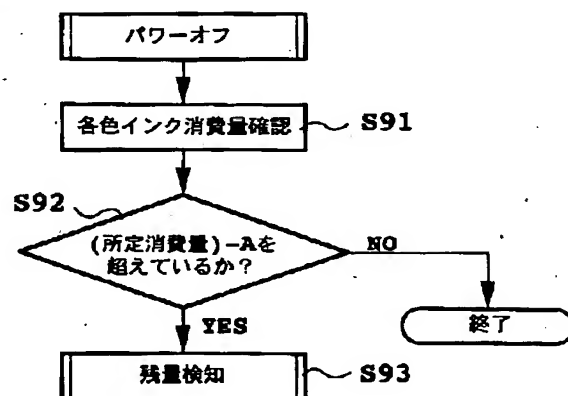 パワーオフ
各色インク消費量確認
S91
S92
(所定消費量)-Aを
超えているか?
NO
YES
終了
残量検知
S93